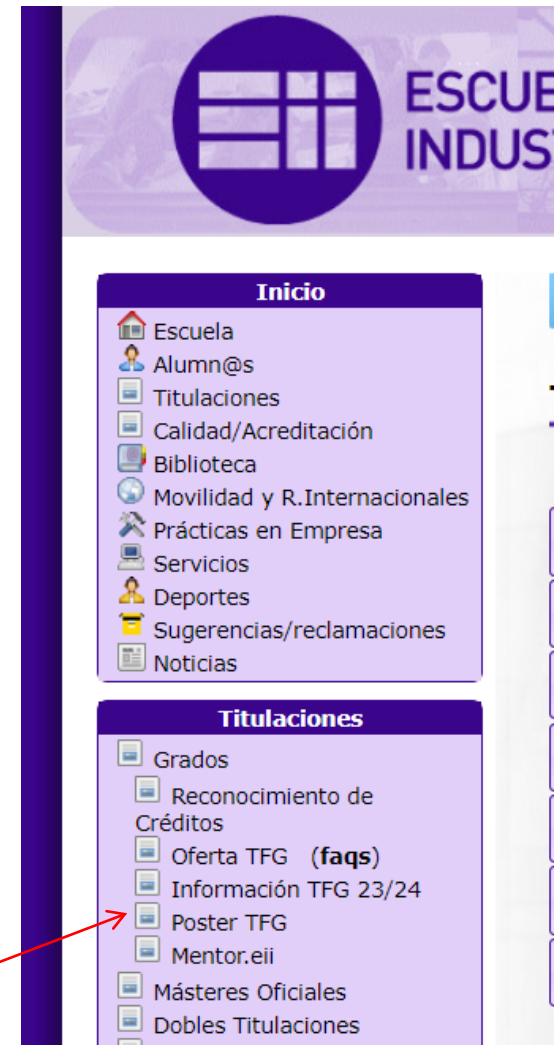 ESCUE
INDUS
Inicio
Escuela
Alumn@s
Titulaciones
Calidad/Acreditación
Biblioteca
Movilidad y R.Internacionales
Prácticas en Empresa
Servicios
Deportes
Sugerencias/reclamaciones
Noticias
Titulaciones
Grados
Reconocimiento de
Créditos
Oferta TFG (faqs)
Información TFG 23/24
Poster TFG
Mentor.eii
Másteres Oficiales
Dobles Titulaciones